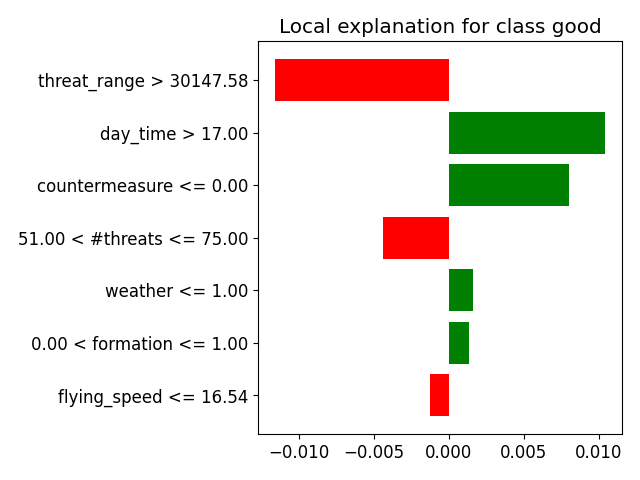 Local explanation for class good
threat_range > 30147.58
day_time > 17.00
countermeasure <= 0.00
51.00 < #threats <= 75.00
weather <= 1.00
0.00 < formation <= 1.00
flying_speed <= 16.54
−0.010 −0.005 0.000 0.005 0.010